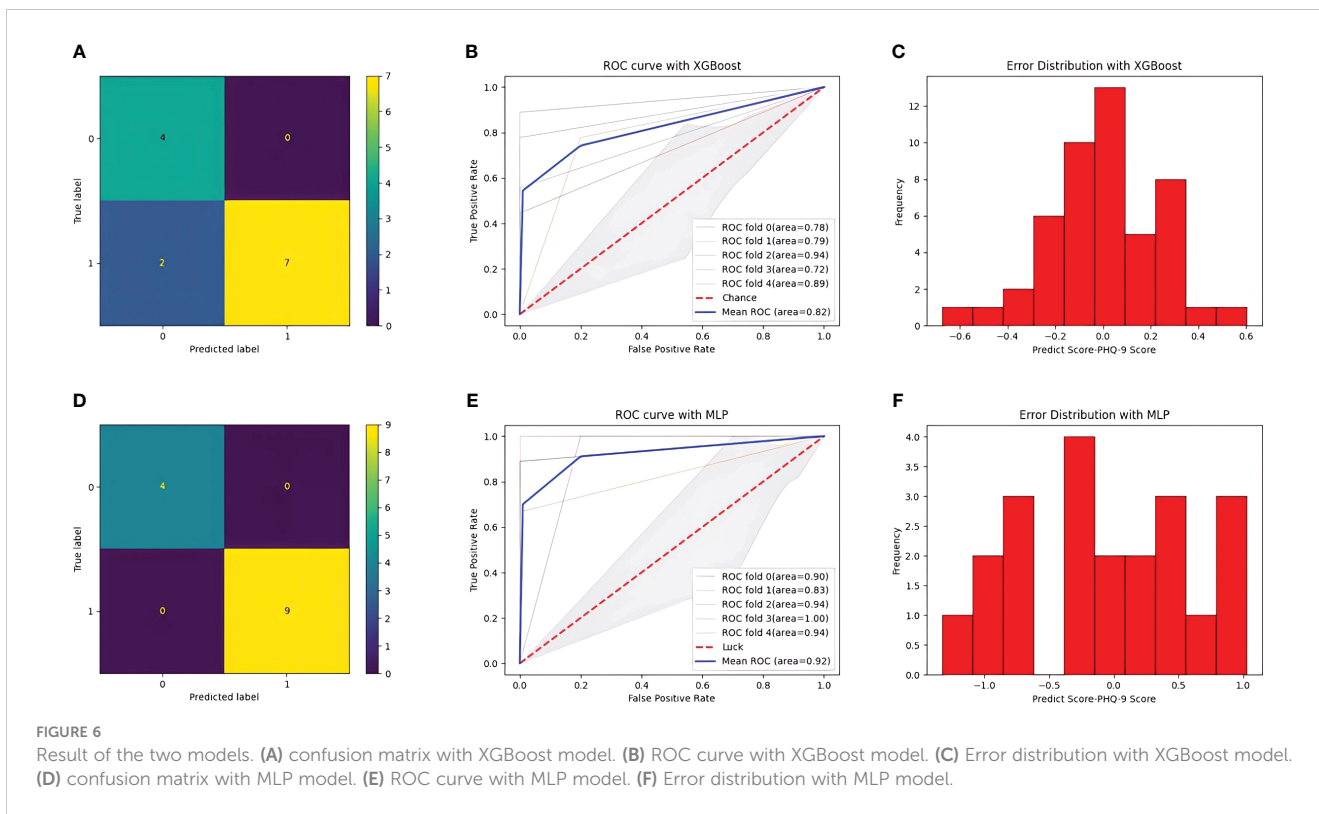 A
7
6
5
4
3
2
1
0
4
0
2
7
0
1
True label
0
1
Predicted label
B
ROC curve with XGBoost
1.0
0.8
0.6
0.4
0.2
0.0
True Positive Rate
ROC fold 0(area=0.78)
ROC fold 1(area=0.79)
ROC fold 2(area=0.94)
ROC fold 3(area=0.72)
ROC fold 4(area=0.89)
Chance
Mean ROC (area=0.82)
0.0 0.2 0.4 0.6 0.8 1.0
False Positive Rate
C
Error Distribution with XGBoost
12
10
8
6
4
2
0
Frequency
−0.6 −0.4 −0.2 0.0 0.2 0.4 0.6
Predict Score-PHQ-9 Score
D
9
8
7
6
5
4
3
2
1
0
4
0
0
9
0
1
True label
0
1
Predicted label
E
ROC curve with MLP
1.0
0.8
0.6
0.4
0.2
0.0
True Positive Rate
ROC fold 0(area=0.90)
ROC fold 1(area=0.83)
ROC fold 2(area=0.94)
ROC fold 3(area=1.00)
ROC fold 4(area=0.94)
Luck
Mean ROC (area=0.92)
0.0 0.2 0.4 0.6 0.8 1.0
False Positive Rate
F
Error Distribution with MLP
4.0
3.5
3.0
2.5
2.0
1.5
1.0
0.5
0.0
Frequency
−1.0 −0.5 0.0 0.5 1.0
Predict Score-PHQ-9 Score
FIGURE 6
Result of the two models. (A) confusion matrix with XGBoost model. (B) ROC curve with XGBoost model. (C) Error distribution with XGBoost model.
(D) confusion matrix with MLP model. (E) ROC curve with MLP model. (F) Error distribution with MLP model.